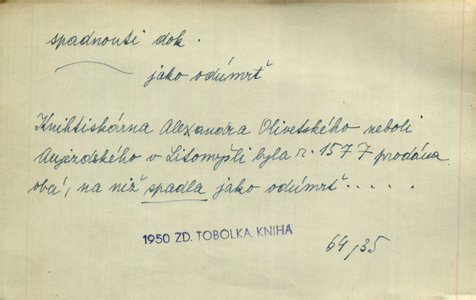 spadnouti dok.
jako odúmrť
Knihtiskárna Alexandra Olivetského neboli
Aujezdského v Litomyšli byla r. 1577 prodána
obci, na niž spadla jako odúmrť.....
1950 ZD. TOBOLKA, KNIHA
64,35